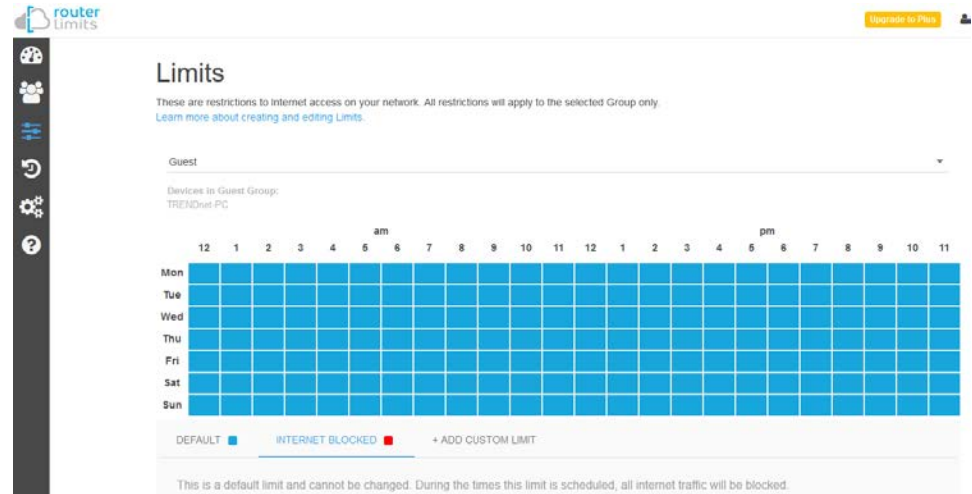 router
Limits
Upgrade to Plus
Limits
These are restrictions to Internet access on your network. All restrictions will apply to the selected Group only.
Learn more about creating and editing Limits.
Guest
Devices in Guest Group:
TRENDnet-PC
am pm
12 1 2 3 4 5 6 7 8 9 10 11 12 1 2 3 4 5 6 7 8 9 10 11
Mon
Tue
Wed
Thu
Fri
Sat
Sun
DEFAULT INTERNET BLOCKED + ADD CUSTOM LIMIT
This is a default limit and cannot be changed. During the times this limit is scheduled, all internet traffic will be blocked.